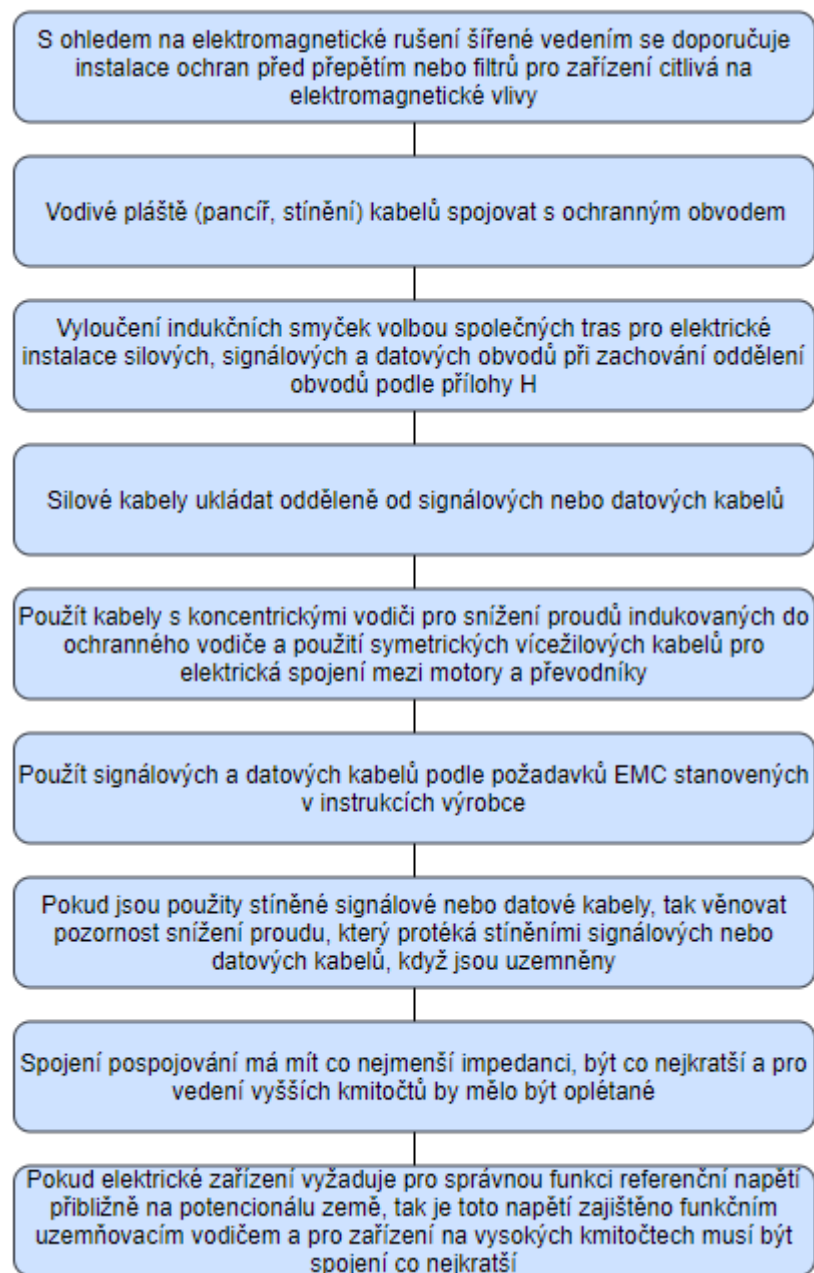 S ohledem na elektromagnetické rušení šířené vedením se doporučuje
instalace ochran před přepětím nebo filtrů pro zařízení citlivá na
elektromagnetické vlivy
Vodivé pláště (pancíř, stínění) kabelů spojovat s ochranným obvodem
Vyloučení indukčních smyček volbou společných tras pro elektrické
instalace silových, signálových a datových obvodů při zachování oddělení
obvodů podle přílohy H
Silové kabely ukládat odděleně od signálových nebo datových kabelů
Použít kabely s koncentrickými vodiči pro snížení proudů indukovaných do
ochranného vodiče a použití symetrických vícežilových kabelů pro
elektrická spojení mezi motory a převodníky
Použít signálových a datových kabelů podle požadavků EMC stanovených
v instrukcích výrobce
Pokud jsou použity stíněné signálové nebo datové kabely, tak věnovat
pozornost snížení proudu, který protéká stíněními signálových nebo
datových kabelů, když jsou uzemněny
Spojení pospojování má mít co nejmenší impedanci, být co nejkratší a pro
vedení vyšších kmitočtů by mělo být oplétané
Pokud elektrické zařízení vyžaduje pro správnou funkci referenční napětí
přibližně na potencionálu země, tak je toto napětí zajištěno funkčním
uzemňovacím vodičem a pro zařízení na vysokých kmitočtech musí být
spojení co nejkratší